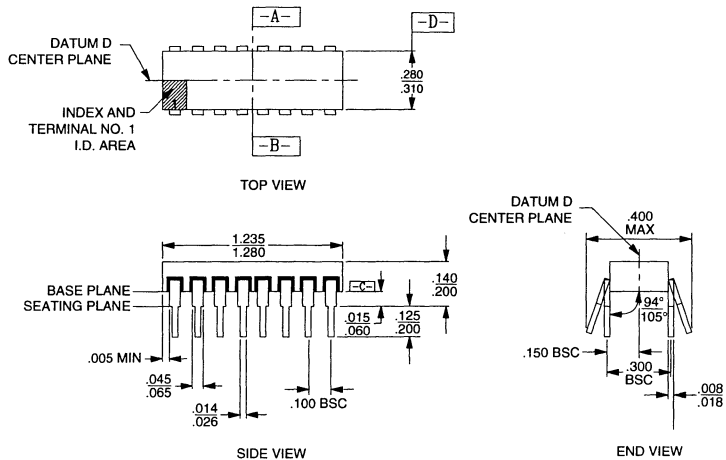 -A-
-D-
DATUM D
CENTER PLANE
.280
.310
INDEX AND
TERMINAL NO. 1
I.D. AREA
1
-B-
TOP VIEW
DATUM D
CENTER PLANE
.400
MAX
1.235
1.280
BASE PLANE
SEATING PLANE
-C-
.140
.200
.015
.060
.125
.200
.005 MIN
.045
.065
.014
.026
.100 BSC
94°
105°
.150 BSC
.300
BSC
.008
.018
SIDE VIEW
END VIEW